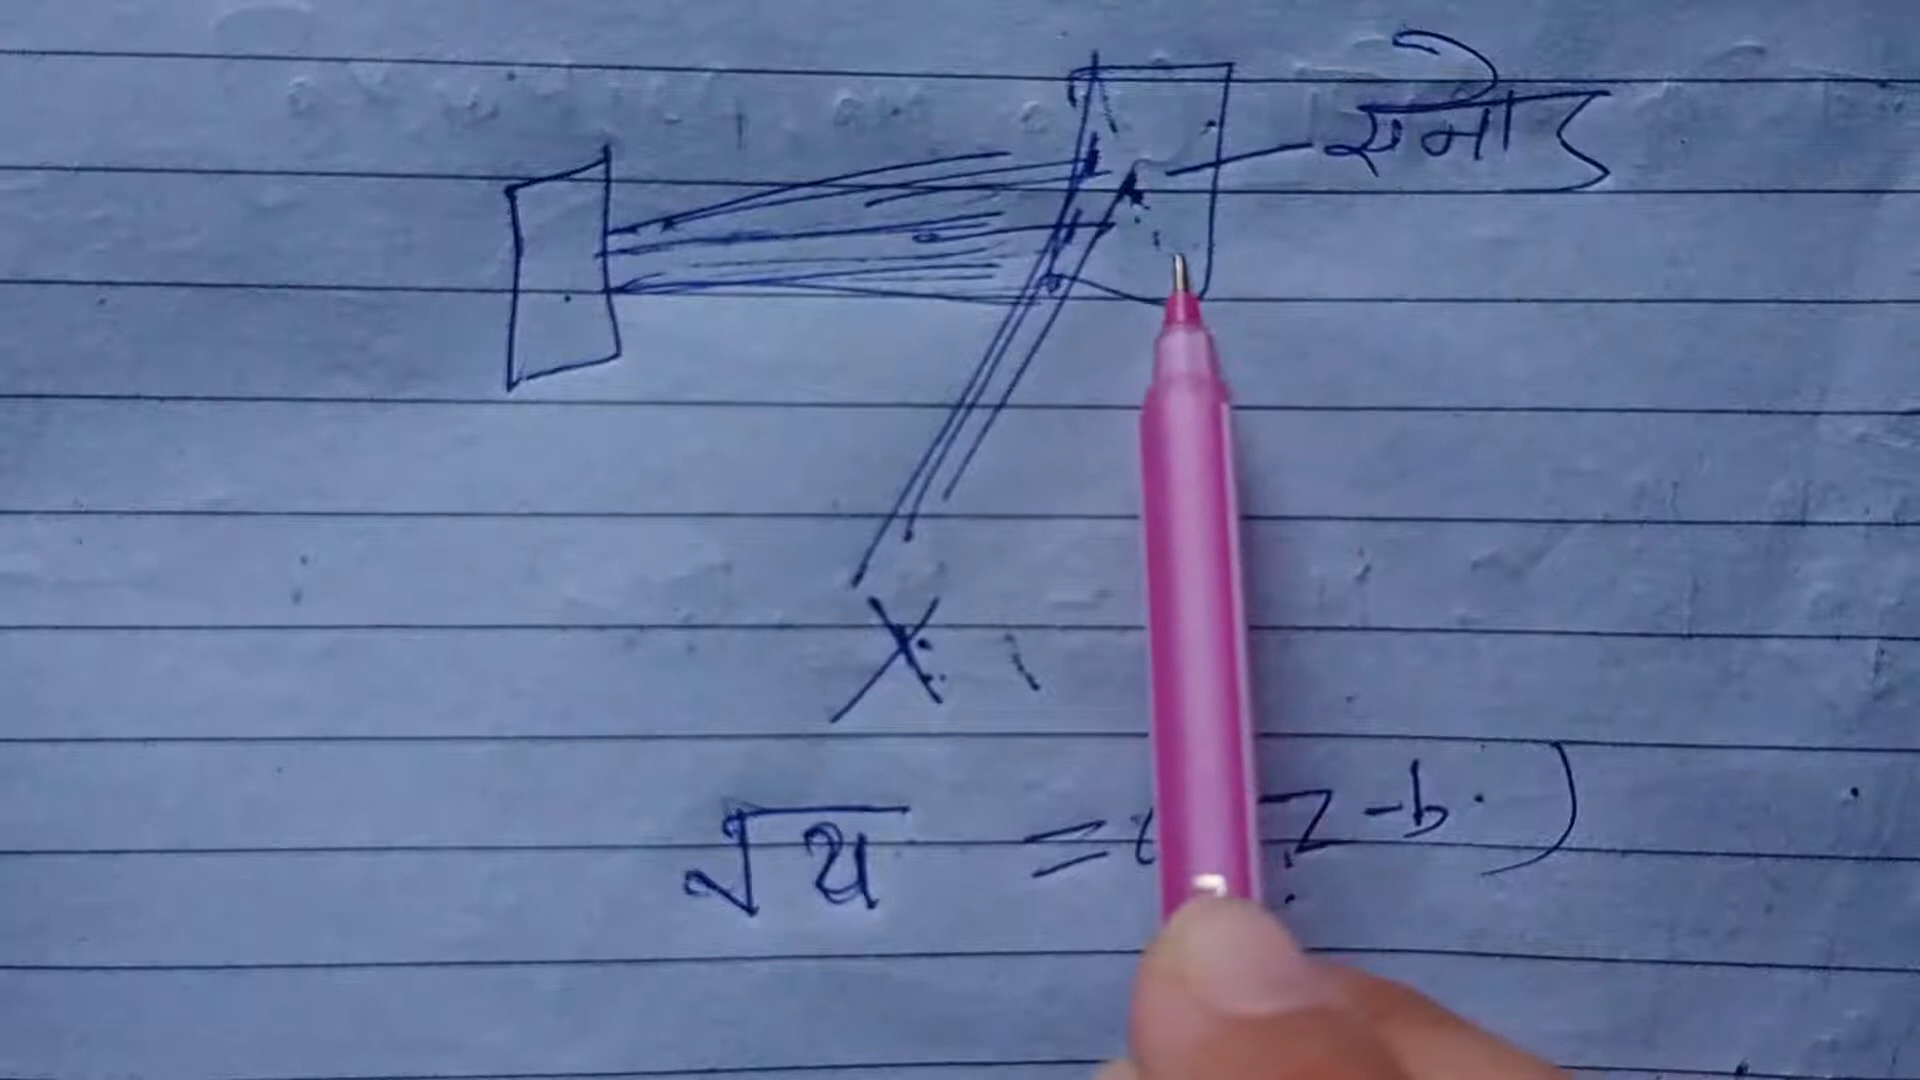 एनोड
X
√य = (Z-b)